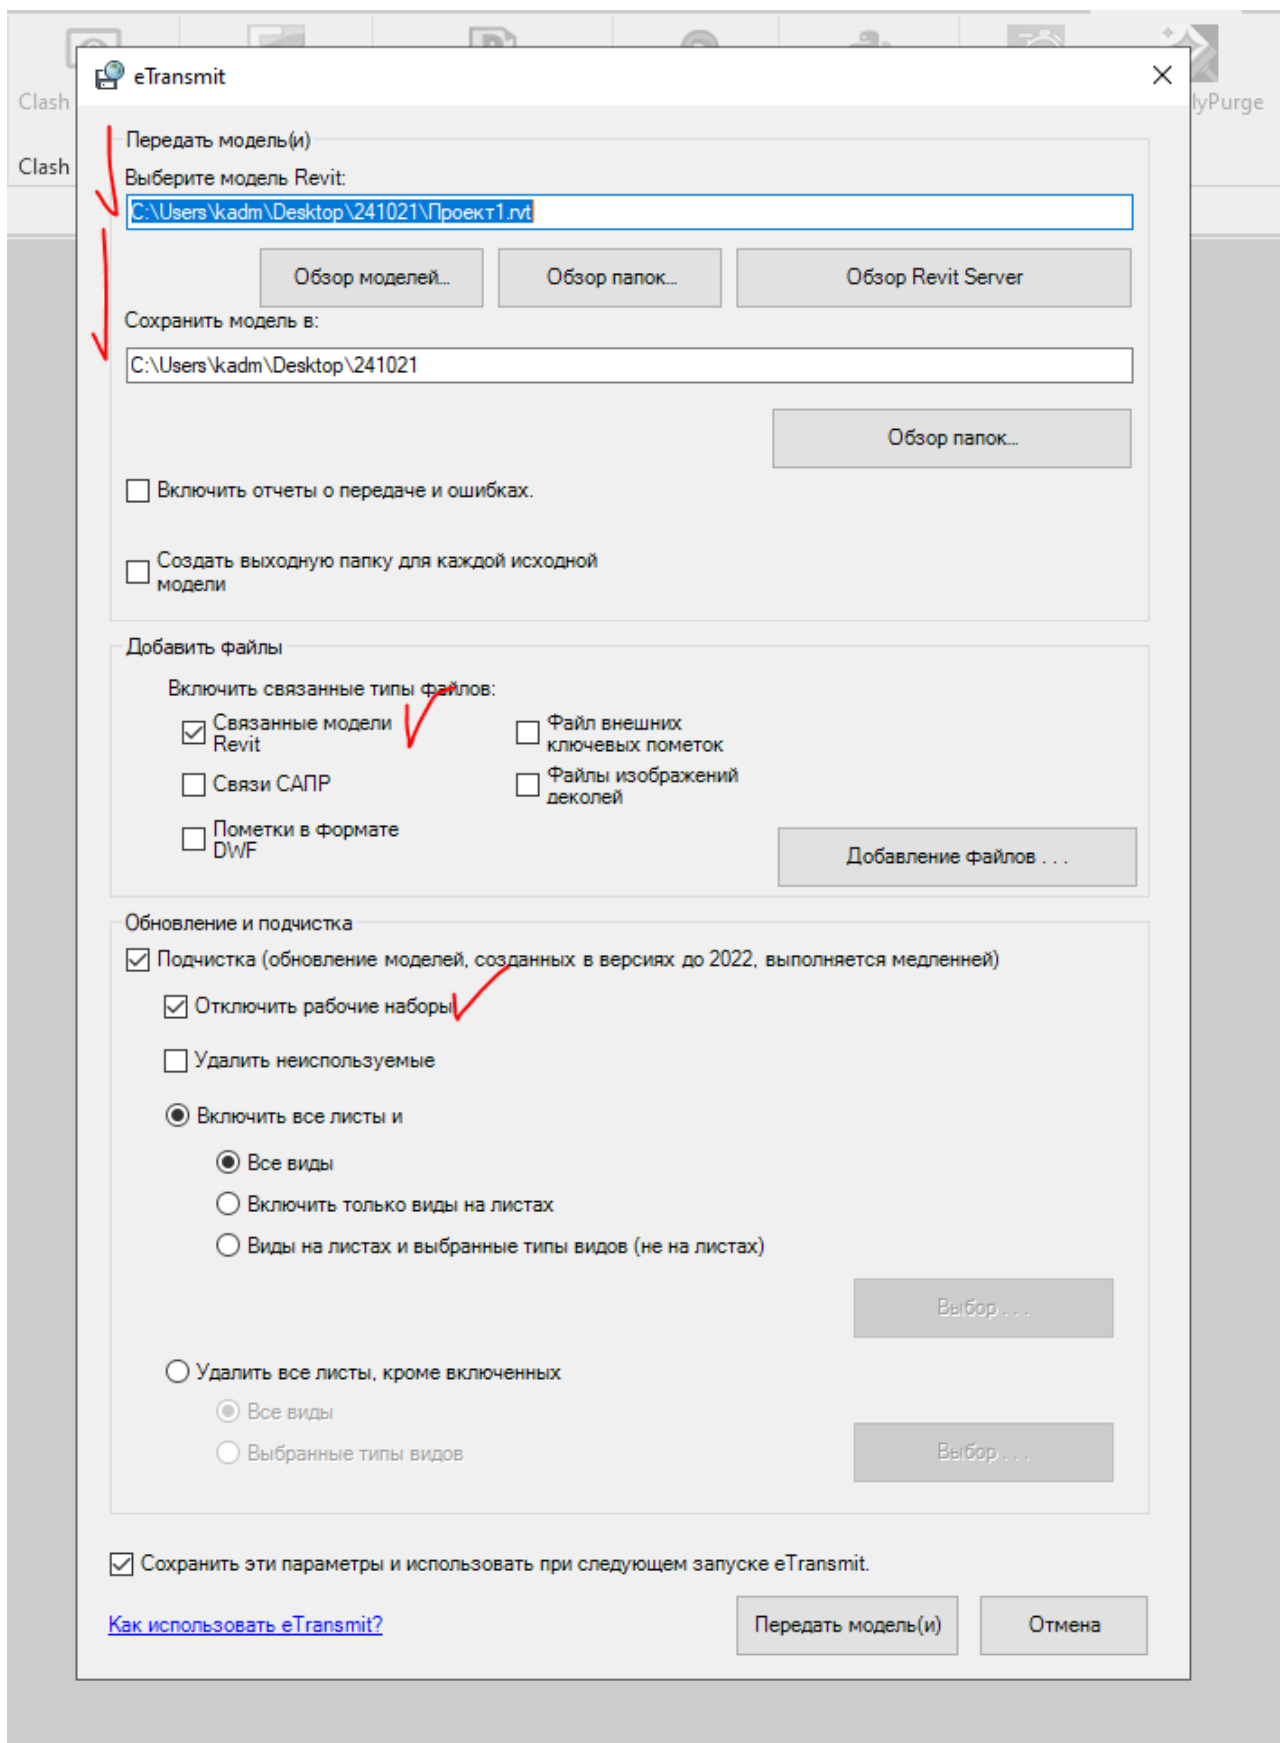 Clash
lyPurge
Clash
eTransmit
Передать модель(и)
Выберите модель Revit:
C:\Users\kadm\Desktop\241021\Проект1.rvt
Обзор моделей...
Обзор папок...
Обзор Revit Server
Сохранить модель в:
C:\Users\kadm\Desktop\241021
Обзор папок...
Включить отчеты о передаче и ошибках.
Создать выходную папку для каждой исходной
модели
Добавить файлы
Включить связанные типы файлов:
Связанные модели
Revit
Файл внешних
ключевых пометок
Связи САПР
Файлы изображений
деколей
Пометки в формате
DWF
Добавление файлов . . .
Обновление и подчистка
Подчистка (обновление моделей, созданных в версиях до 2022, выполняется медленней)
Отключить рабочие наборы
Удалить неиспользуемые
Включить все листы и
Все виды
Включить только виды на листах
Виды на листах и выбранные типы видов (не на листах)
Выбор . . .
Удалить все листы, кроме включенных
Все виды
Выбранные типы видов
Выбор . . .
Сохранить эти параметры и использовать при следующем запуске eTransmit.
Как использовать eTransmit?
Передать модель(и)
Отмена